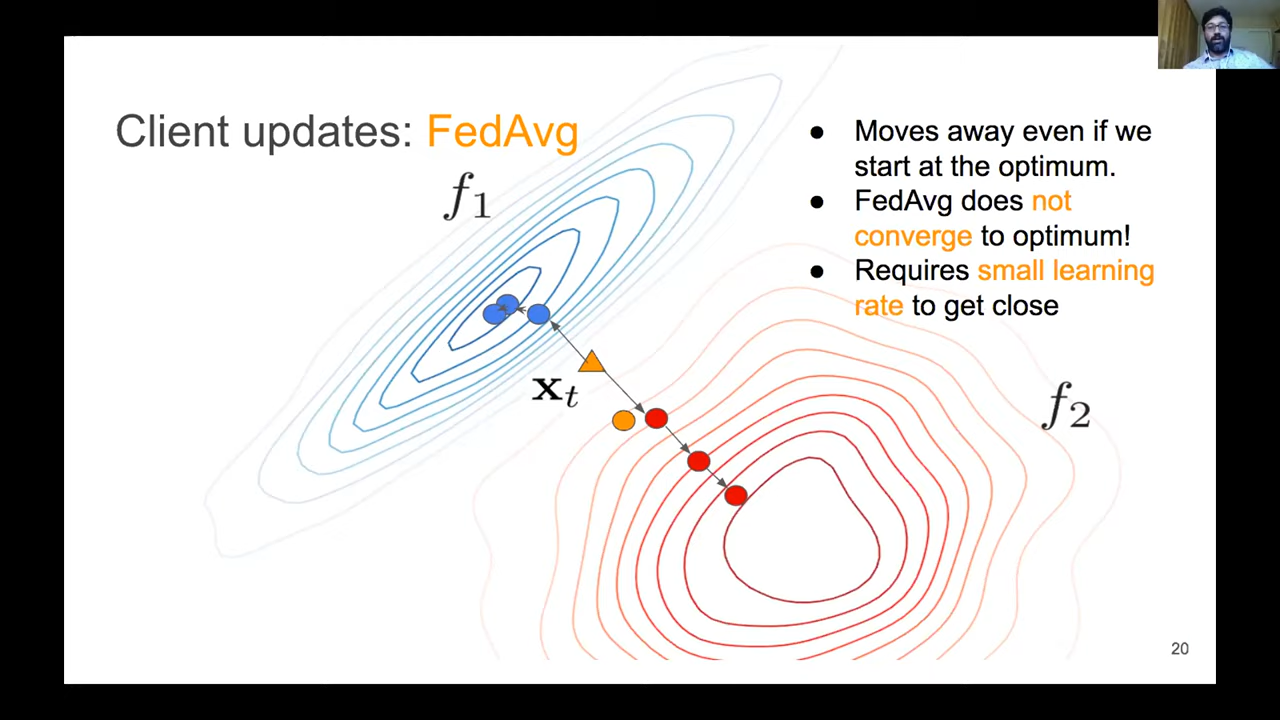 Client updates: FedAvg
● Moves away even if we
start at the optimum.
● FedAvg does not
converge to optimum!
● Requires small learning
rate to get close
f₁
xₜ
f₂
20